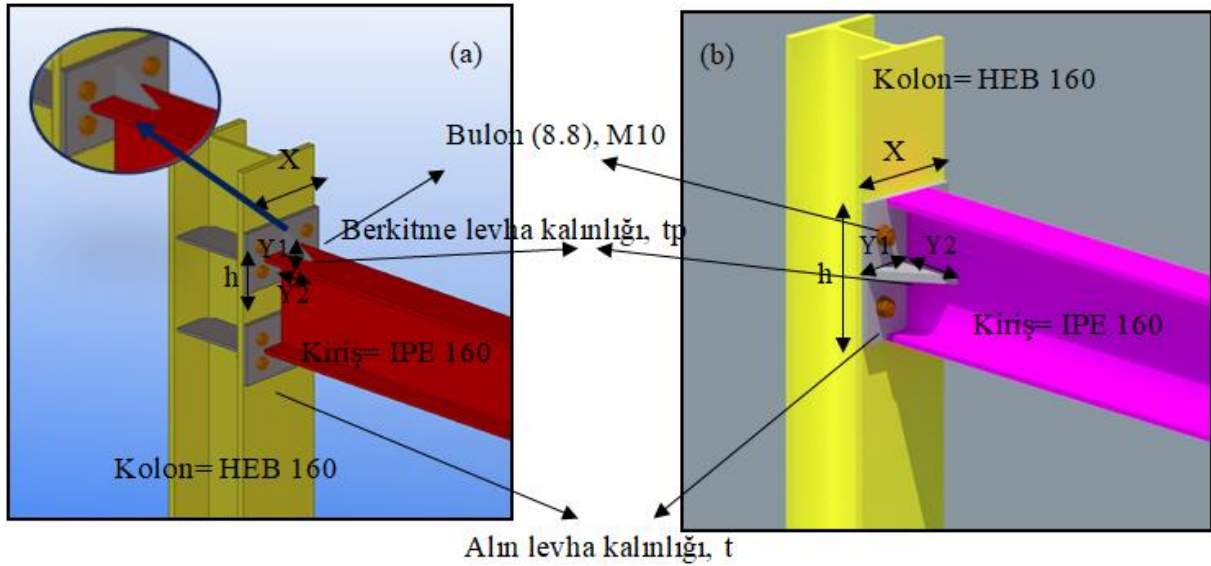 (a)
X
Y1
h
Y2
Kiriş= IPE 160
Kolon= HEB 160
Bulon (8.8), M10
Berkitme levha kalınlığı, tp
Alın levha kalınlığı, t
(b)
Kolon= HEB 160
X
Y1
Y2
h
Kiriş= IPE 160